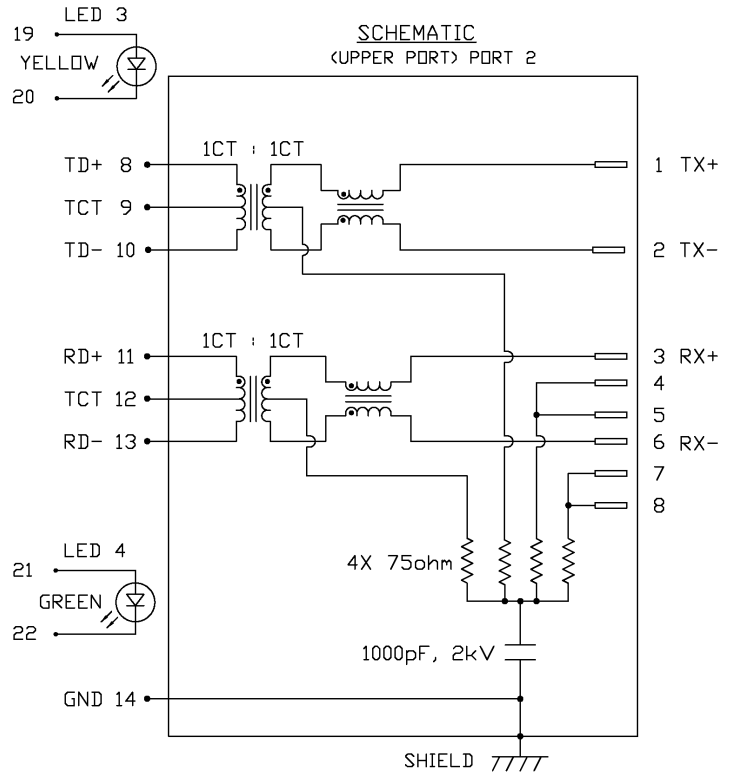 LED 3
19
YELLOW
20
SCHEMATIC
(UPPER PORT) PORT 2
1CT : 1CT
TD+ 8
TCT 9
TD- 10
1 TX+
2 TX-
1CT : 1CT
RD+ 11
TCT 12
RD- 13
3 RX+
4
5
6 RX-
7
8
LED 4
21
GREEN
22
4X 75ohm
1000pF, 2kV
GND 14
SHIELD